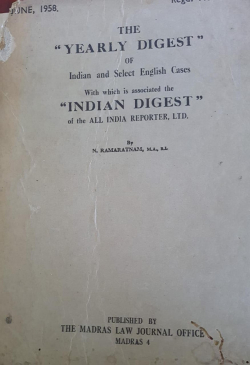 JUNE, 1958.
THE
"YEARLY DIGEST"
OF
Indian and Select English Cases
With which is associated the
"INDIAN DIGEST"
of the ALL INDIA REPORTER, LTD.
By
N. RAMARATNAM, M.A., B.L.
PUBLISHED BY
THE MADRAS LAW JOURNAL OFFICE
MADRAS 4